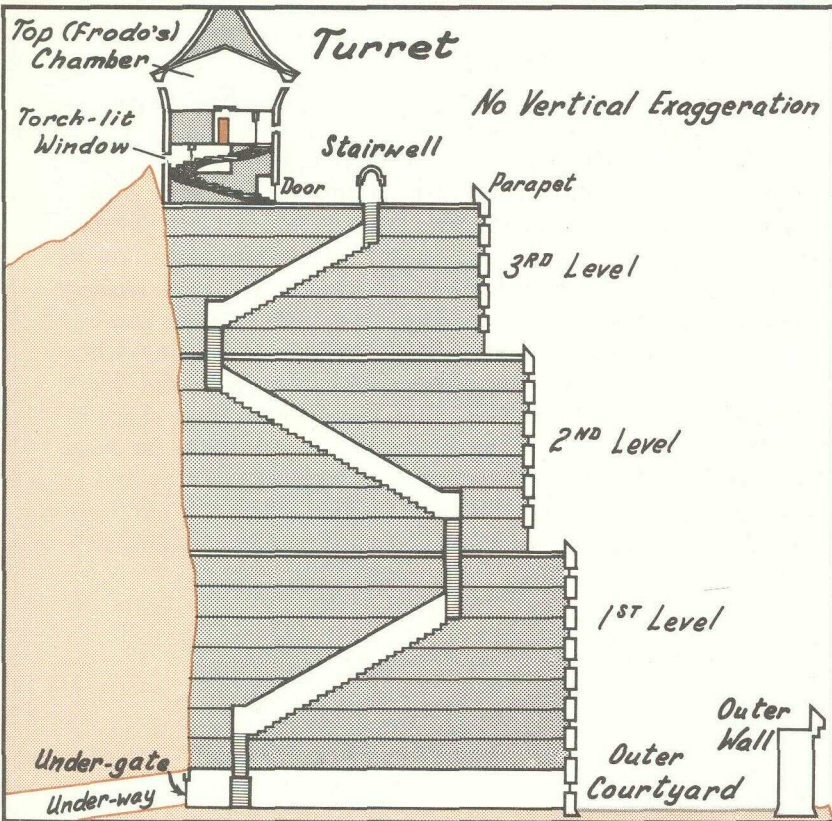 Top (Frodo's)
Chamber
Turret
No Vertical Exaggeration
Torch-lit
Window
Stairwell
Door
Parapet
3RD Level
2ND Level
1ST Level
Outer
Wall
Under-gate
Outer
Courtyard
Under-way